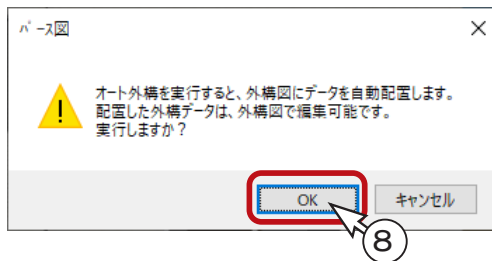 パース図
オート外構を実行すると、外構図にデータを自動配置します。
配置した外構データは、外構図で編集可能です。
実行しますか？
OK
キャンセル
8